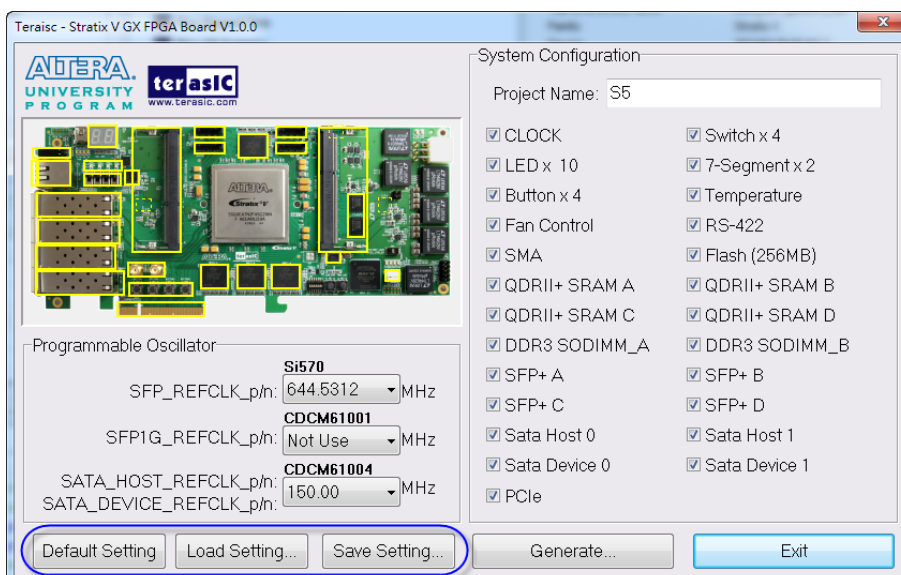 Teraisc - Stratix V GX FPGA Board V1.0.0
ALTERA.
UNIVERSITY
PROGRAM
terasIC
www.terasic.com
ALTERA
Stratix V
System Configuration
Project Name: S5
CLOCK
Switch x 4
LED x 10
7-Segment x 2
Button x 4
Temperature
Fan Control
RS-422
SMA
Flash (256MB)
QDRII+ SRAM A
QDRII+ SRAM B
QDRII+ SRAM C
QDRII+ SRAM D
DDR3 SODIMM_A
DDR3 SODIMM_B
SFP+ A
SFP+ B
SFP+ C
SFP+ D
Sata Host 0
Sata Host 1
Sata Device 0
Sata Device 1
PCIe
Programmable Oscillator
Si570
SFP_REFCLK_p/n: 644.5312 MHz
CDCM61001
SFP1G_REFCLK_p/n: Not Use MHz
CDCM61004
SATA_HOST_REFCLK_p/n:
SATA_DEVICE_REFCLK_p/n: 150.00 MHz
Default Setting
Load Setting...
Save Setting...
Generate...
Exit